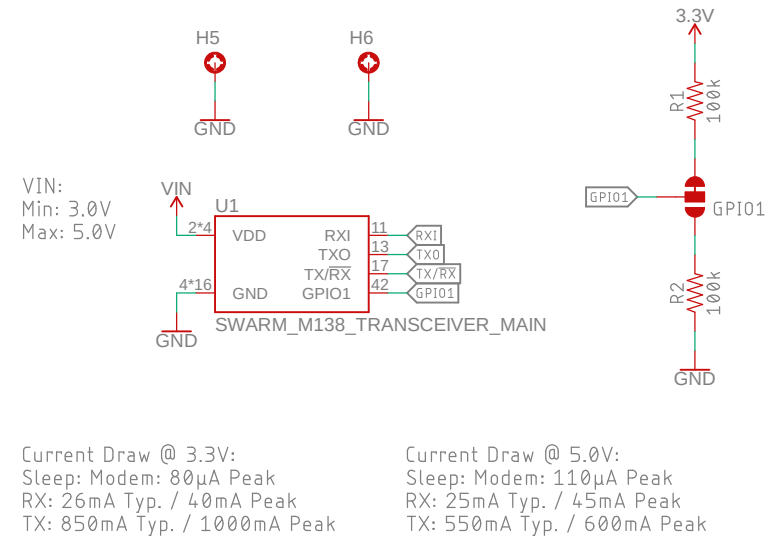 3.3V
H5
H6
R1
100k
GND
GND
VIN:
Min: 3.0V
Max: 5.0V
VIN
U1
GPIO1
GPIO1
2*4
VDD
RXI
11
RXI
TXO
13
TXO
TX/RX
17
TX/RX
4*16
GND
GPIO1
42
GPIO1
SWARM_M138_TRANSCEIVER_MAIN
GND
R2
100k
GND
Current Draw @ 3.3V:
Sleep: Modem: 80µA Peak
RX: 26mA Typ. / 40mA Peak
TX: 850mA Typ. / 1000mA Peak
Current Draw @ 5.0V:
Sleep: Modem: 110µA Peak
RX: 25mA Typ. / 45mA Peak
TX: 550mA Typ. / 600mA Peak